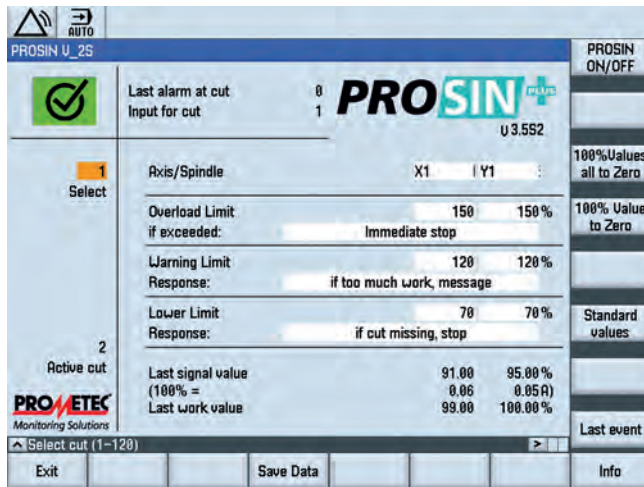 AUTO
PROSIN V_2S
PROSIN
ON/OFF
Last alarm at cut 0
Input for cut 1
PROSIN PLUS
V 3.5S2
100%Values
all to Zero
1
Select
Axis/Spindle X1 Y1
100% Value
to Zero
Overload Limit 150 150%
if exceeded: Immediate stop
Warning Limit 120 120%
Response: if too much work, message
Lower Limit 70 70%
Response: if cut missing, stop
Standard
values
2
Active cut
Last signal value 91.00 95.00%
(100% = 0.06 0.05A)
Last work value 99.00 100.00%
PROMETEC
Monitoring Solutions
Last event
Select cut (1-120)
>
Exit
Save Data
Info